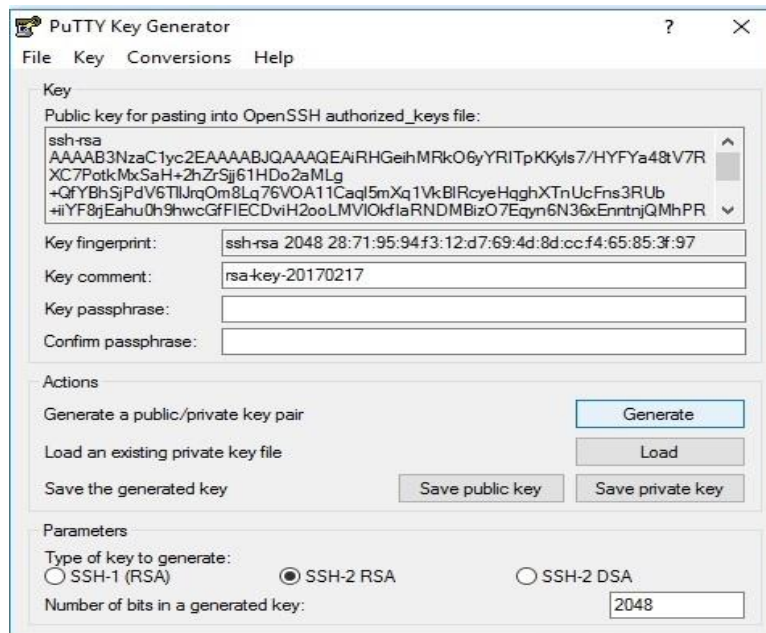 PuTTY Key Generator ? ×
File Key Conversions Help
Key
Public key for pasting into OpenSSH authorized_keys file:
ssh-rsa
AAAAB3NzaC1yc2EAAAABJQAAAQEAiRHGeihMRkO6yYRITpKKyls7/HYFYa48tV7R
XC7PotkMxSaH+2hZrSjj61HDo2aMLg
+QfYBhSjPdV6TlIJrqOm8Lq76VOA11Caql5mXq1VkBIRcyeHqghXTnUcFns3RUb
+iiYF8rjEahu0h9hwcGfFIECDviH2ooLMVlOkflaRNDMBizO7Eqyn6N36xEnntnjQMhPR
Key fingerprint: ssh-rsa 2048 28:71:95:94:f3:12:d7:69:4d:8d:cc:f4:65:85:3f:97
Key comment: rsa-key-20170217
Key passphrase:
Confirm passphrase:
Actions
Generate a public/private key pair Generate
Load an existing private key file Load
Save the generated key Save public key Save private key
Parameters
Type of key to generate:
SSH-1 (RSA) SSH-2 RSA SSH-2 DSA
Number of bits in a generated key: 2048